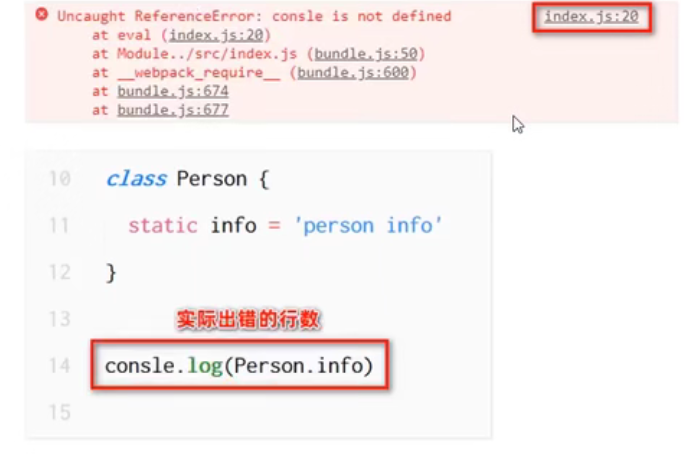 Uncaught ReferenceError: consle is not defined index.js:20
at eval (index.js:20)
at Module../src/index.js (bundle.js:50)
at __webpack_require__ (bundle.js:600)
at bundle.js:674
at bundle.js:677
10 class Person {
11 static info = 'person info'
12 }
13 实际出错的行数
14 consle.log(Person.info)
15